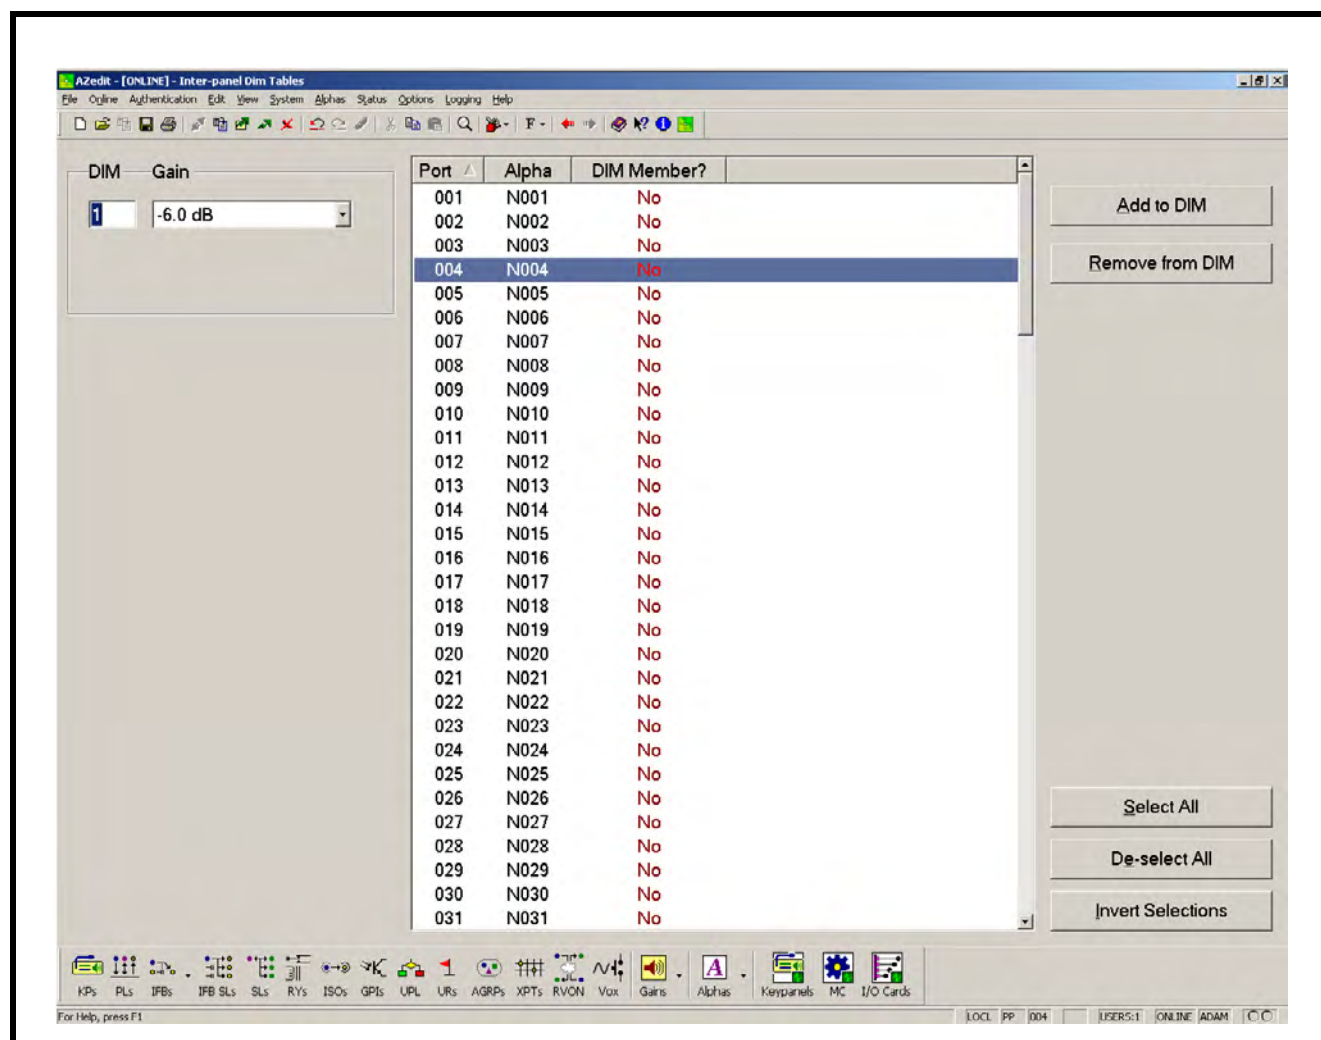 AZedit - [ONLINE] - Inter-panel Dim Tables
File Online Authentication Edit View System Alphas Status Options Logging Help
DIM Gain
1 -6.0 dB
Port Alpha DIM Member?
001 N001 No
002 N002 No
003 N003 No
004 N004 No
005 N005 No
006 N006 No
007 N007 No
008 N008 No
009 N009 No
010 N010 No
011 N011 No
012 N012 No
013 N013 No
014 N014 No
015 N015 No
016 N016 No
017 N017 No
018 N018 No
019 N019 No
020 N020 No
021 N021 No
022 N022 No
023 N023 No
024 N024 No
025 N025 No
026 N026 No
027 N027 No
028 N028 No
029 N029 No
030 N030 No
031 N031 No
Add to DIM
Remove from DIM
Select All
De-select All
Invert Selections
KPs PLs IFBs IFB SLs SLs RYs ISOs GPIs UPL URs AGRPs XPTs RVON Vox Gains Alphas Keypanels MC I/O Cards
For Help, press F1 LOCL PP 004 USERS:1 ONLINE ADAM